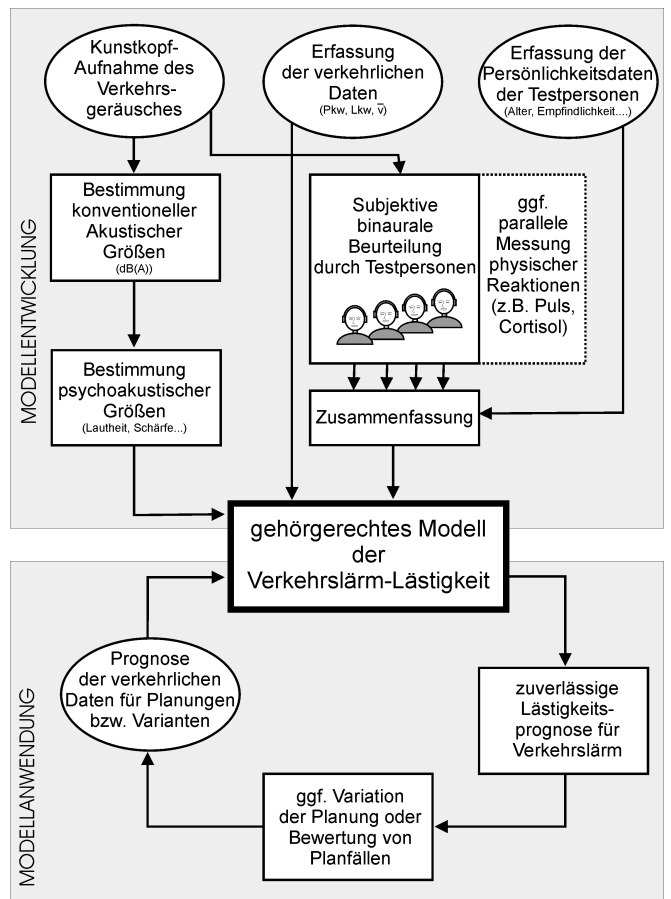 Kunstkopf-
Aufnahme des
Verkehrs-
geräusches
Erfassung
der verkehrlichen
Daten
(Pkw, Lkw, v̅)
Erfassung der
Persönlichkeitsdaten
der Testpersonen
(Alter, Empfindlichkeit....)
MODELLENTWICKLUNG
Bestimmung
konventioneller
Akustischer
Größen
(dB(A))
Subjektive
binaurale
Beurteilung
durch Testpersonen
ggf.
parallele
Messung
physischer
Reaktionen
(z.B. Puls,
Cortisol)
Bestimmung
psychoakustischer
Größen
(Lautheit, Schärfe...)
Zusammenfassung
gehörgerechtes Modell
der
Verkehrslärm-Lästigkeit
MODELLANWENDUNG
Prognose
der verkehrlichen
Daten für Planungen
bzw. Varianten
zuverlässige
Lästigkeits-
prognose für
Verkehrslärm
ggf. Variation
der Planung oder
Bewertung von
Planfällen